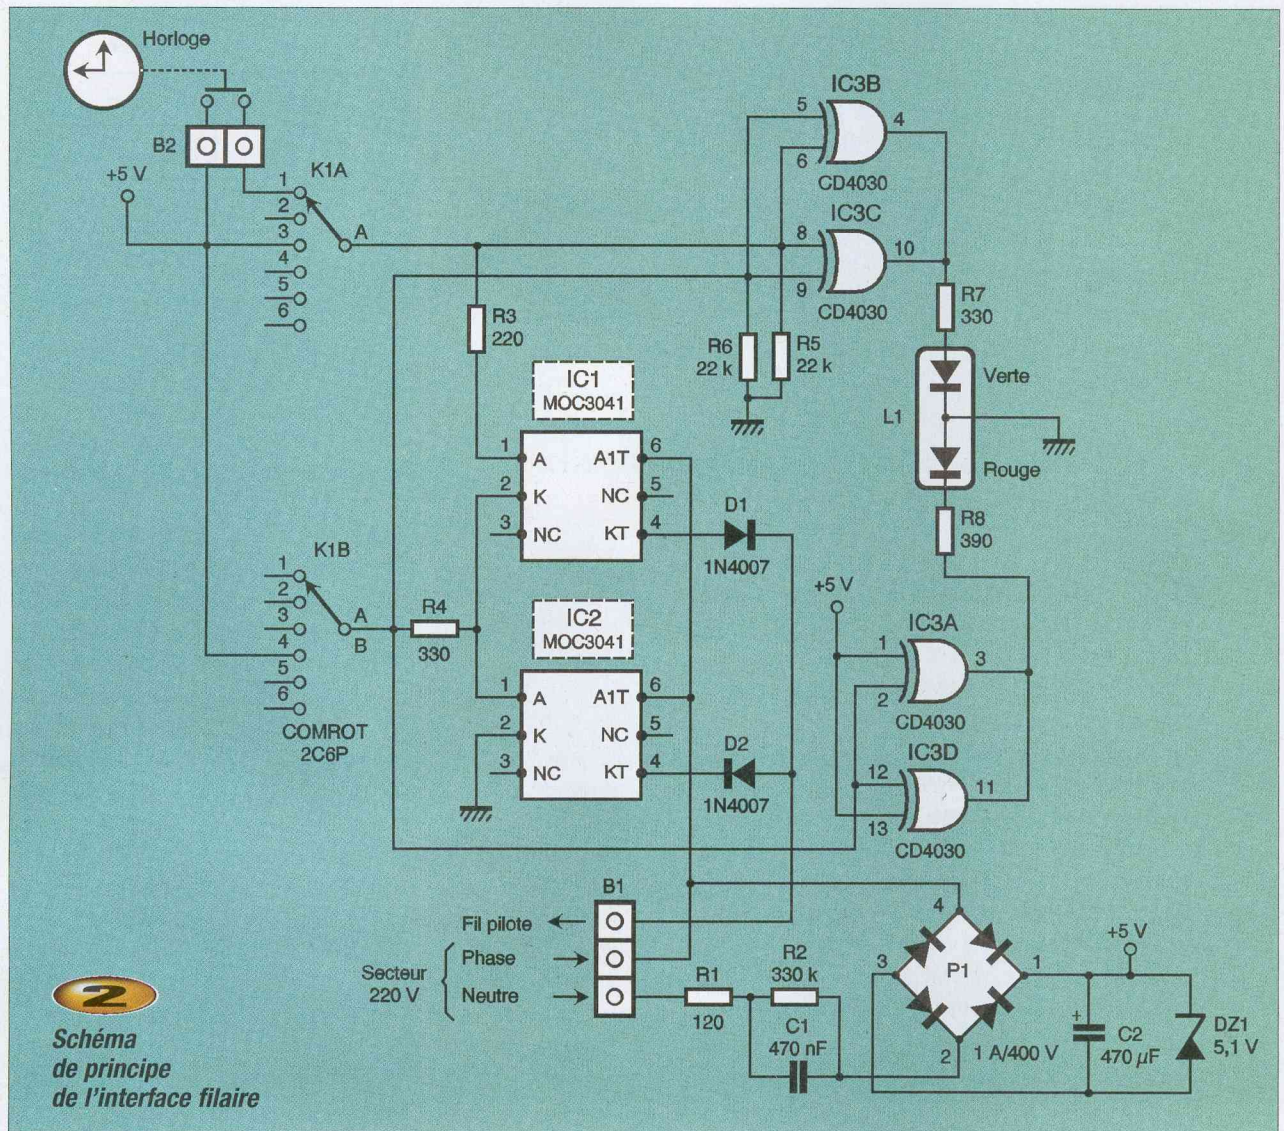 Horloge
B2
+5 V
K1A
1
2
3
4
5
6
A
R3
220
IC3B
5
6
4
CD4030
IC3C
8
9
10
CD4030
R7
330
R6
22 k
R5
22 k
Verte
L1
Rouge
R8
390
IC1
MOC3041
1 A A1T 6
2 K NC 5
3 NC KT 4
D1
1N4007
K1B
1
2
3
4
5
6
A
B
COMROT
2C6P
R4
330
IC2
MOC3041
1 A A1T 6
2 K NC 5
3 NC KT 4
D2
1N4007
+5 V
IC3A
1
2
3
CD4030
IC3D
12
13
11
CD4030
B1
Fil pilote
Phase
Neutre
Secteur
220 V
R1
120
R2
330 k
C1
470 nF
4
3
P1
1
2
1 A/400 V
+5 V
+
C2
470 µF
DZ1
5,1 V
2
Schéma
de principe
de l'interface filaire